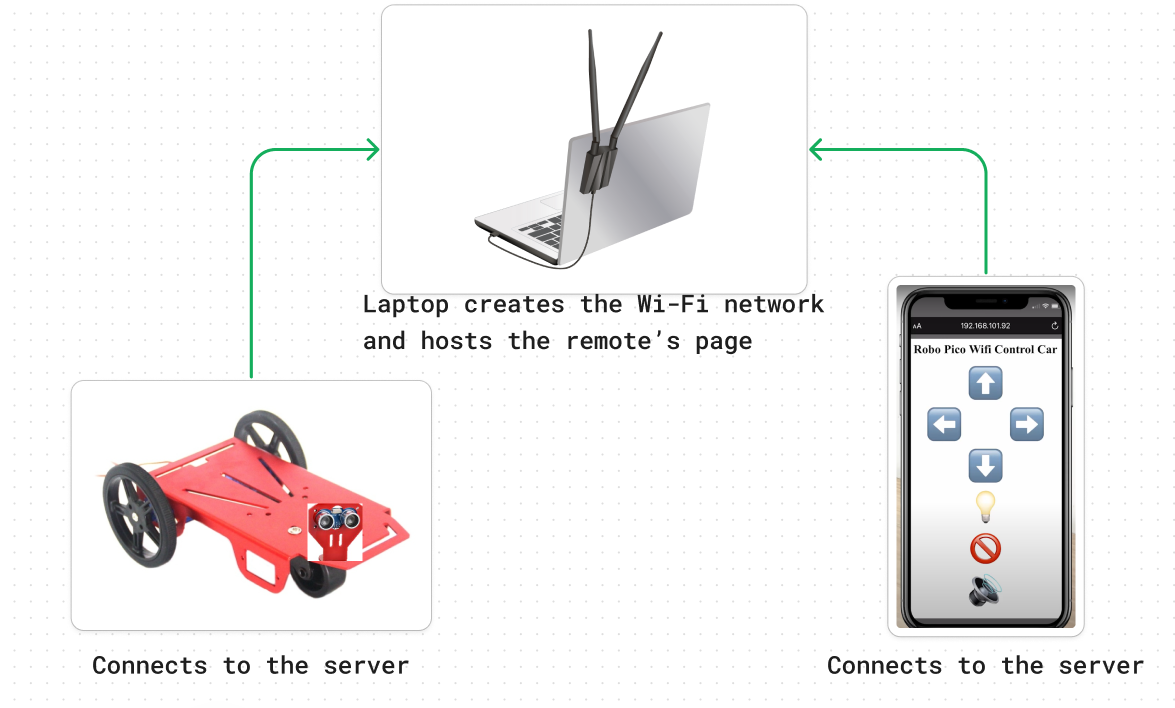 Laptop creates the Wi-Fi network
and hosts the remote’s page
AA 192.168.101.92
Robo Pico Wifi Control Car
Connects to the server
Connects to the server